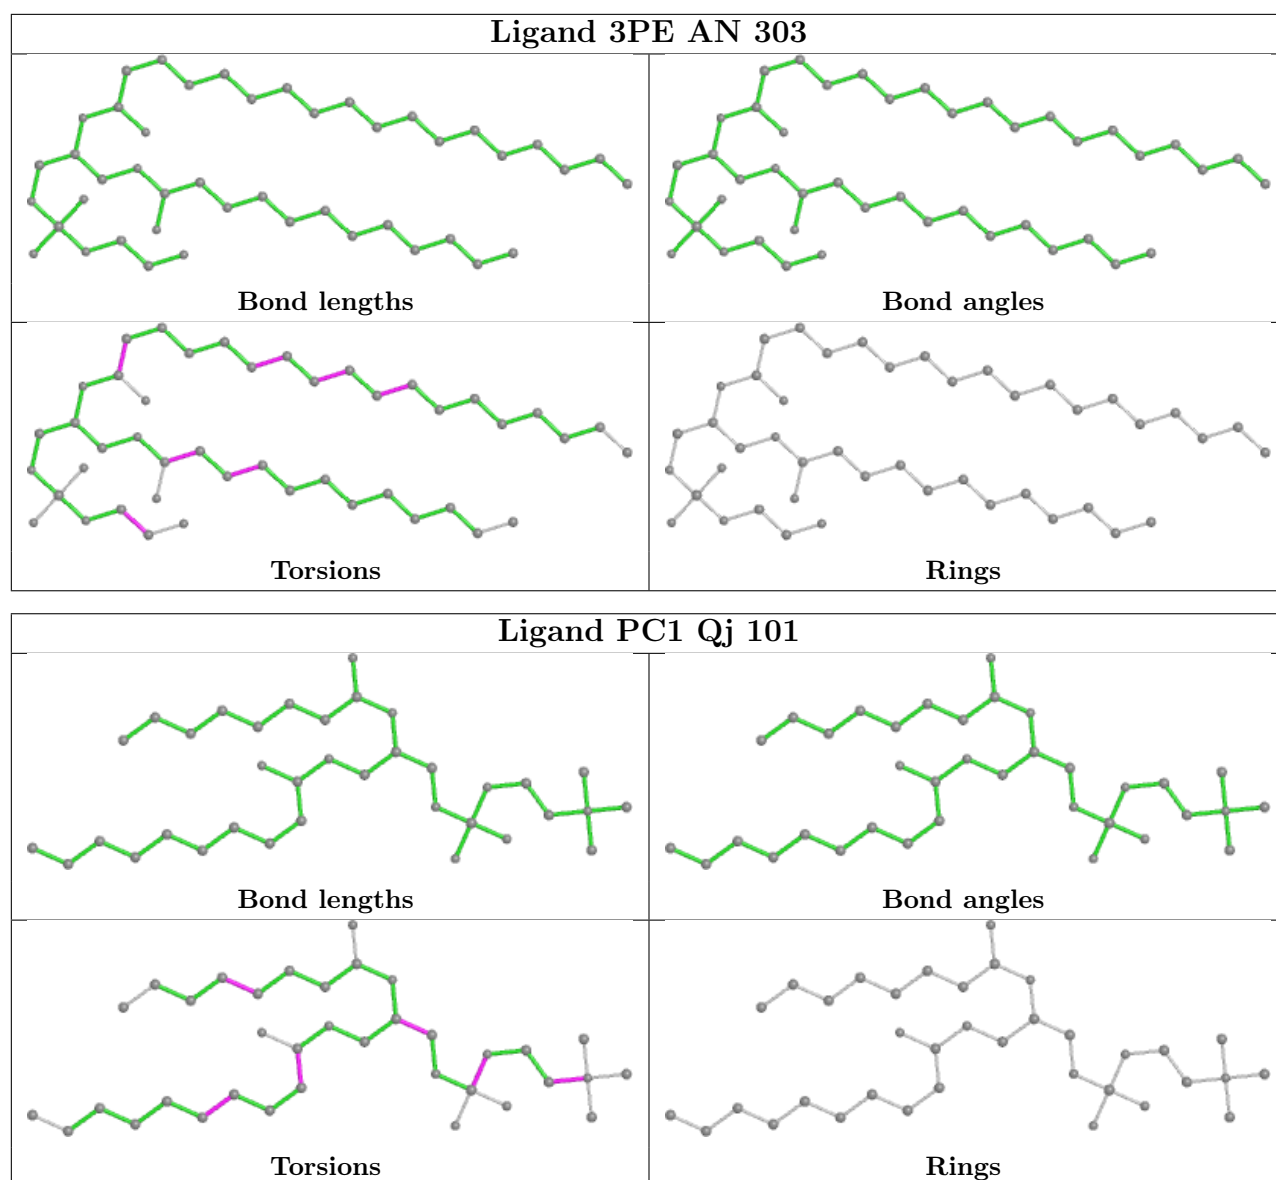 Ligand 3PE AN 303
Bond lengths
Bond angles
Torsions
Rings
Ligand PC1 Qj 101
Bond lengths
Bond angles
Torsions
Rings